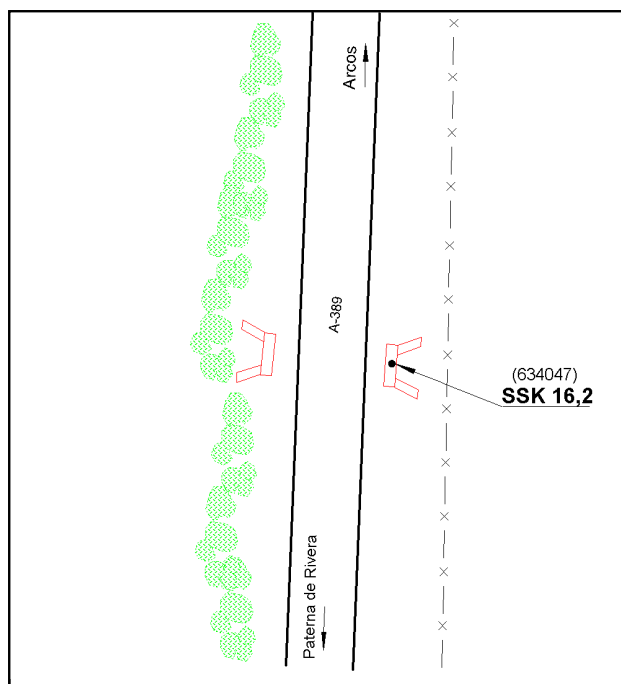 Arcos
A-389
(634047)
SSK 16,2
Paterna de Rivera